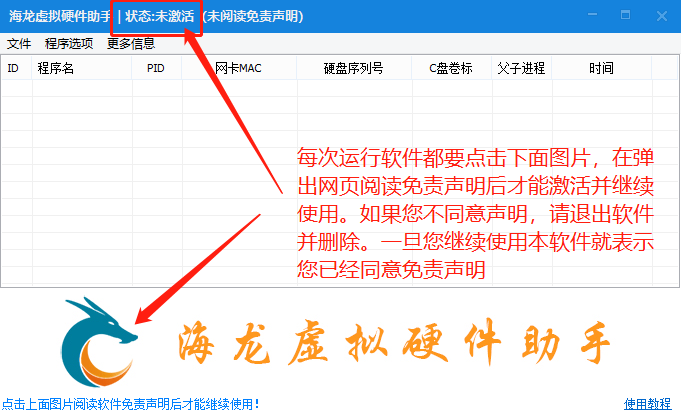 海龙虚拟硬件助手 | 状态:未激活 (未阅读免责声明)
文件 程序选项 更多信息
ID 程序名 PID 网卡MAC 硬盘序列号 C盘卷标 父子进程 时间
每次运行软件都要点击下面图片，在弹
出网页阅读免责声明后才能激活并继续
使用。如果您不同意声明，请退出软件
并删除。一旦您继续使用本软件就表示
您已经同意免责声明
海龙虚拟硬件助手
点击上面图片阅读软件免责声明后才能继续使用！ 使用教程